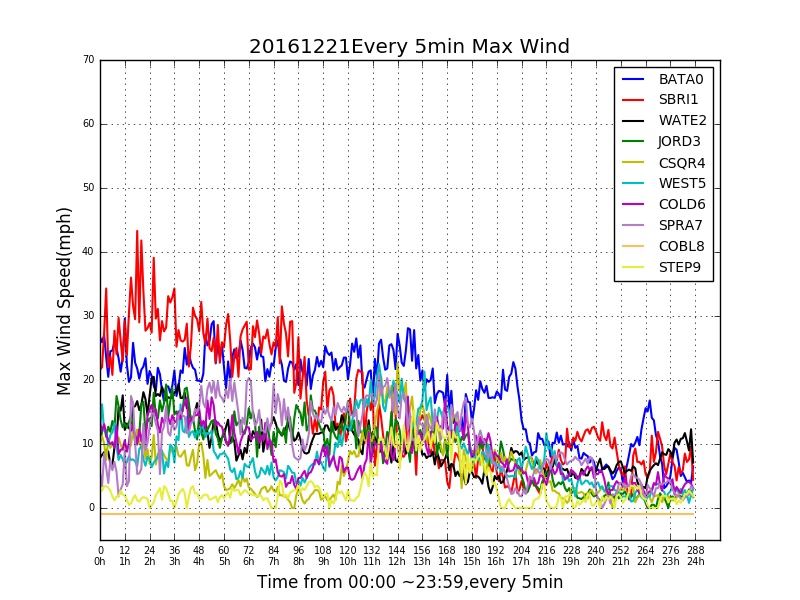 20161221Every 5min Max Wind
Max Wind Speed(mph)
70
60
50
40
30
20
10
0
BATA0
SBRI1
WATE2
JORD3
CSQR4
WEST5
COLD6
SPRA7
COBL8
STEP9
0 12 24 36 48 60 72 84 96 108 120 132 144 156 168 180 192 204 216 228 240 252 264 276 288
0h 1h 2h 3h 4h 5h 6h 7h 8h 9h 10h 11h 12h 13h 14h 15h 16h 17h 18h 19h 20h 21h 22h 23h 24h
Time from 00:00 ~23:59,every 5min